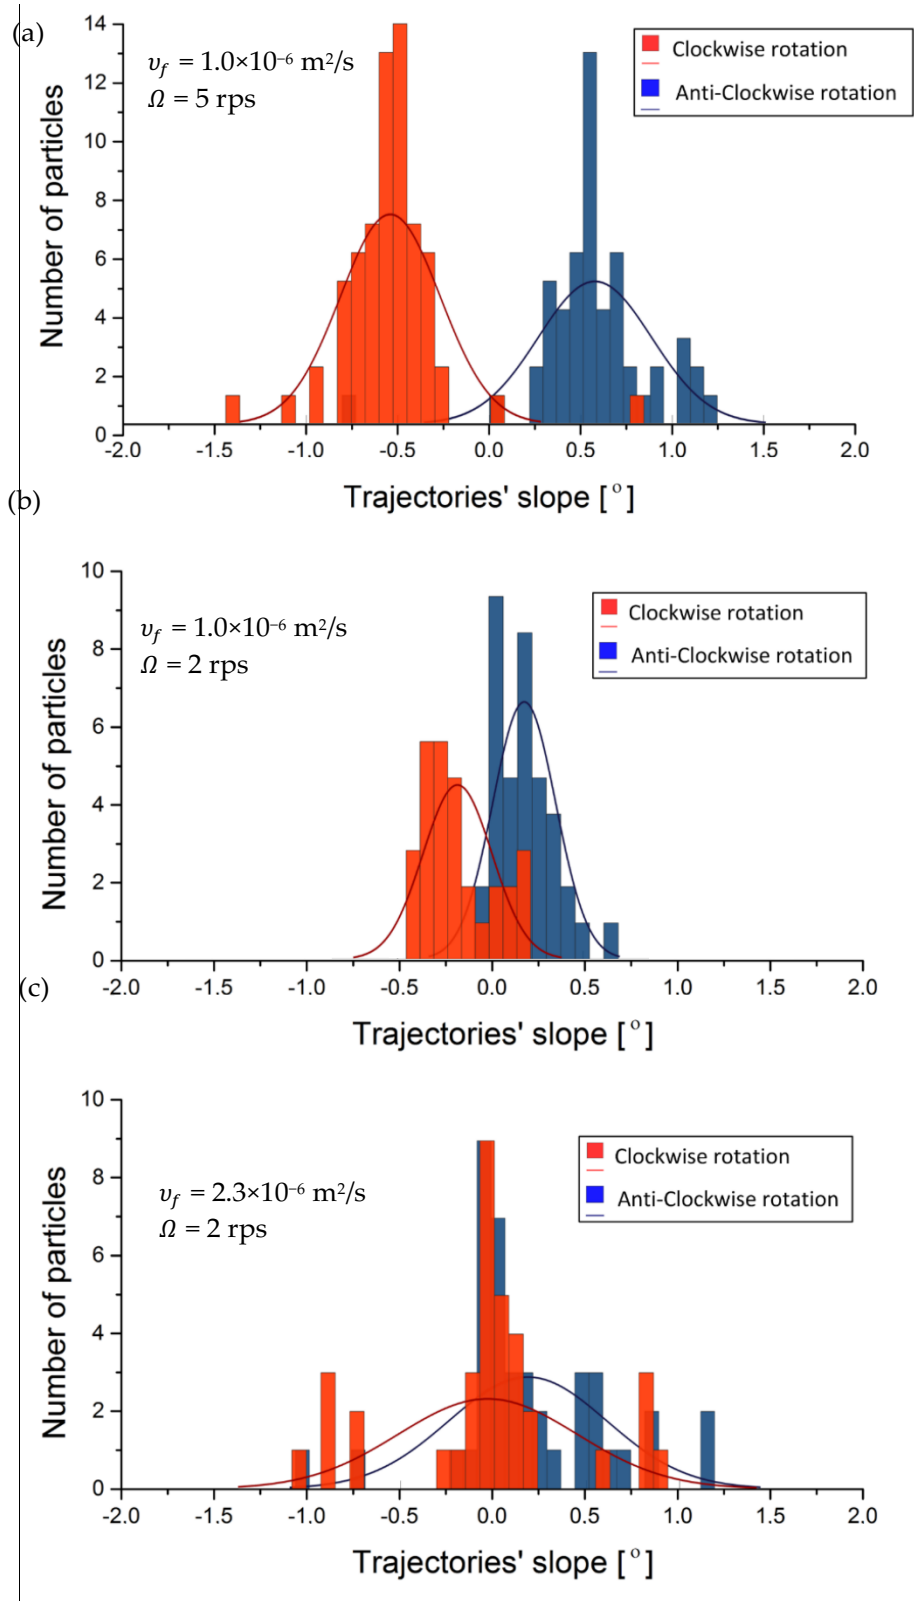 (a)
14
12
10
8
6
4
2
0
Number of particles
υf = 1.0×10⁻⁶ m²/s
Ω = 5 rps
Clockwise rotation
Anti-Clockwise rotation
-2.0 -1.5 -1.0 -0.5 0.0 0.5 1.0 1.5 2.0
Trajectories' slope [°]
(b)
10
8
6
4
2
0
Number of particles
υf = 1.0×10⁻⁶ m²/s
Ω = 2 rps
Clockwise rotation
Anti-Clockwise rotation
-2.0 -1.5 -1.0 -0.5 0.0 0.5 1.0 1.5 2.0
Trajectories' slope [°]
(c)
10
8
6
4
2
0
Number of particles
υf = 2.3×10⁻⁶ m²/s
Ω = 2 rps
Clockwise rotation
Anti-Clockwise rotation
-2.0 -1.5 -1.0 -0.5 0.0 0.5 1.0 1.5 2.0
Trajectories' slope [°]